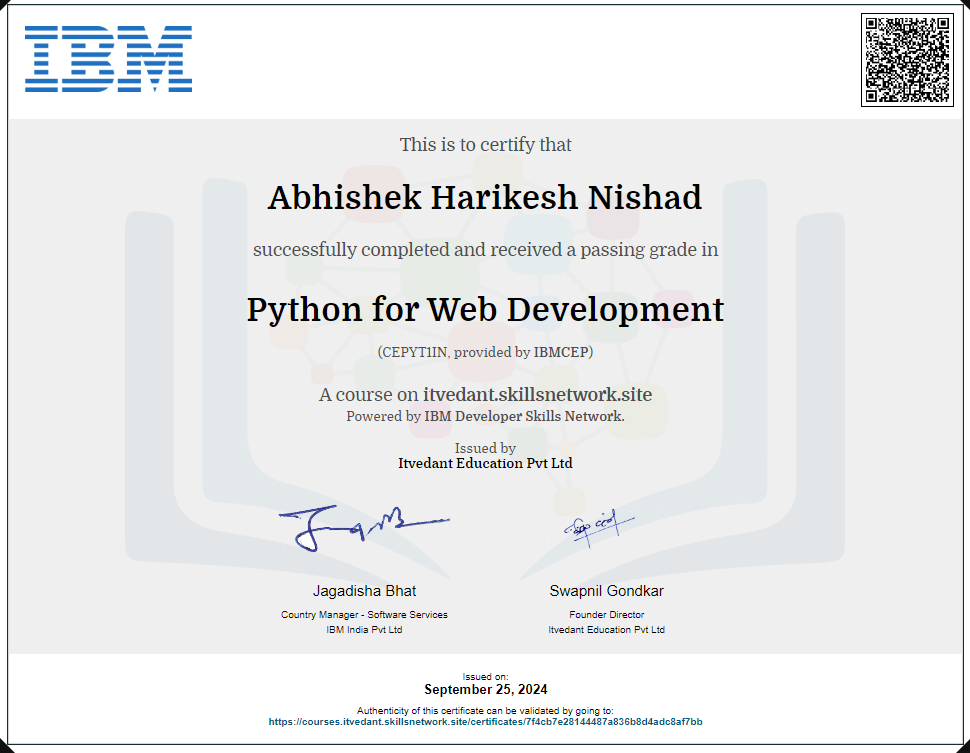 IBM
This is to certify that
Abhishek Harikesh Nishad
successfully completed and received a passing grade in
Python for Web Development
(CEPYT1IN, provided by IBMCEP)
A course on itvedant.skillsnetwork.site
Powered by IBM Developer Skills Network.
Issued by
Itvedant Education Pvt Ltd
Jagadisha Bhat
Country Manager - Software Services
IBM India Pvt Ltd
Swapnil Gondkar
Founder Director
Itvedant Education Pvt Ltd
Issued on:
September 25, 2024
Authenticity of this certificate can be validated by going to:
https://courses.itvedant.skillsnetwork.site/certificates/7f4cb7e28144487a836b8d4adc8af7bb